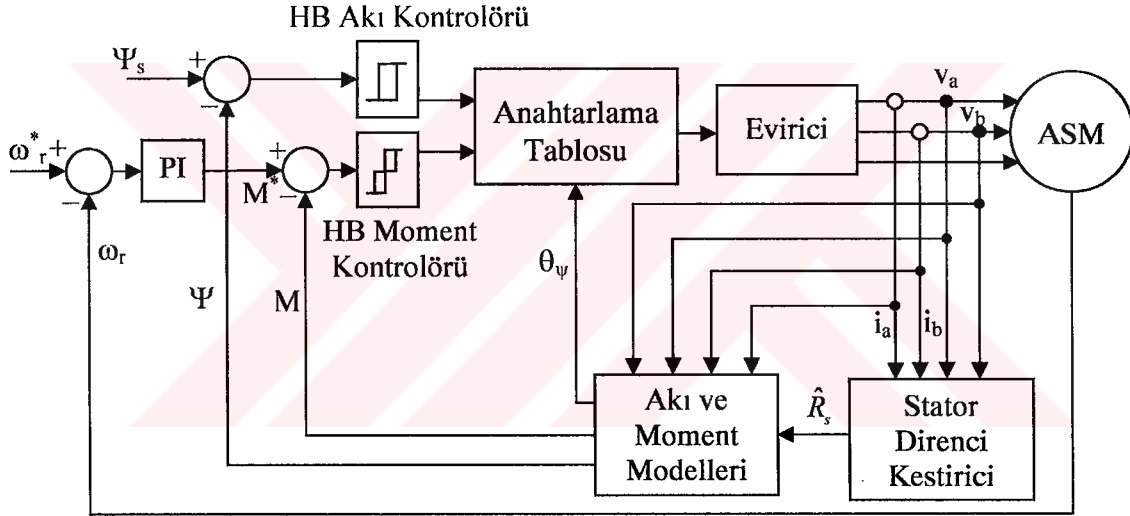 HB Akı Kontrolörü
Ψs
+
−
ω*r
+
−
PI
M*
+
−
HB Moment
Kontrolörü
Anahtarlama
Tablosu
Evirici
va
vb
ASM
ωr
Ψ
M
θψ
ia
ib
Akı ve
Moment
Modelleri
R̂s
Stator
Direnci
Kestirici